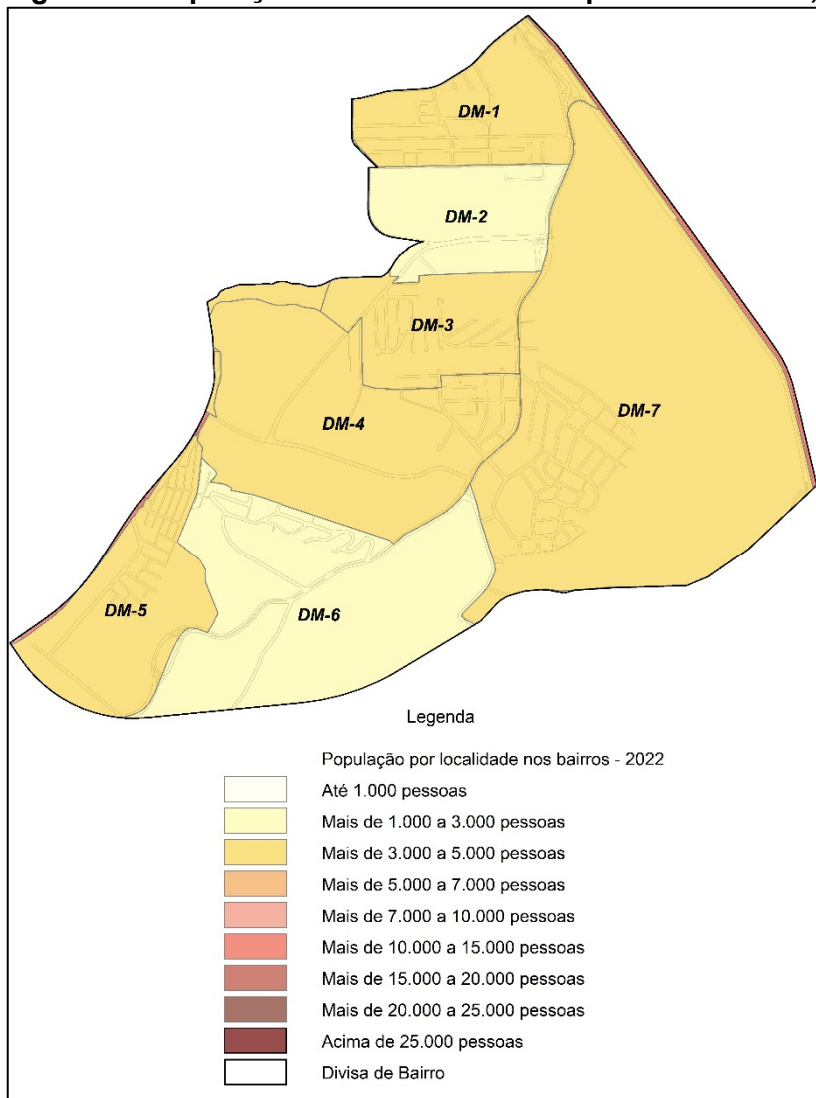 DM-1
DM-2
DM-3
DM-4
DM-7
DM-5
DM-6
Legenda
População por localidade nos bairros - 2022
Até 1.000 pessoas
Mais de 1.000 a 3.000 pessoas
Mais de 3.000 a 5.000 pessoas
Mais de 5.000 a 7.000 pessoas
Mais de 7.000 a 10.000 pessoas
Mais de 10.000 a 15.000 pessoas
Mais de 15.000 a 20.000 pessoas
Mais de 20.000 a 25.000 pessoas
Acima de 25.000 pessoas
Divisa de Bairro